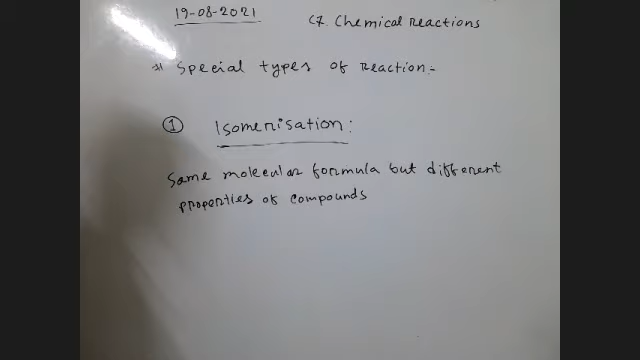 19-08-2021
C7. Chemical Reactions
* Special types of Reaction:-
① Isomerisation:
Same molecular formula but different
properties of compounds